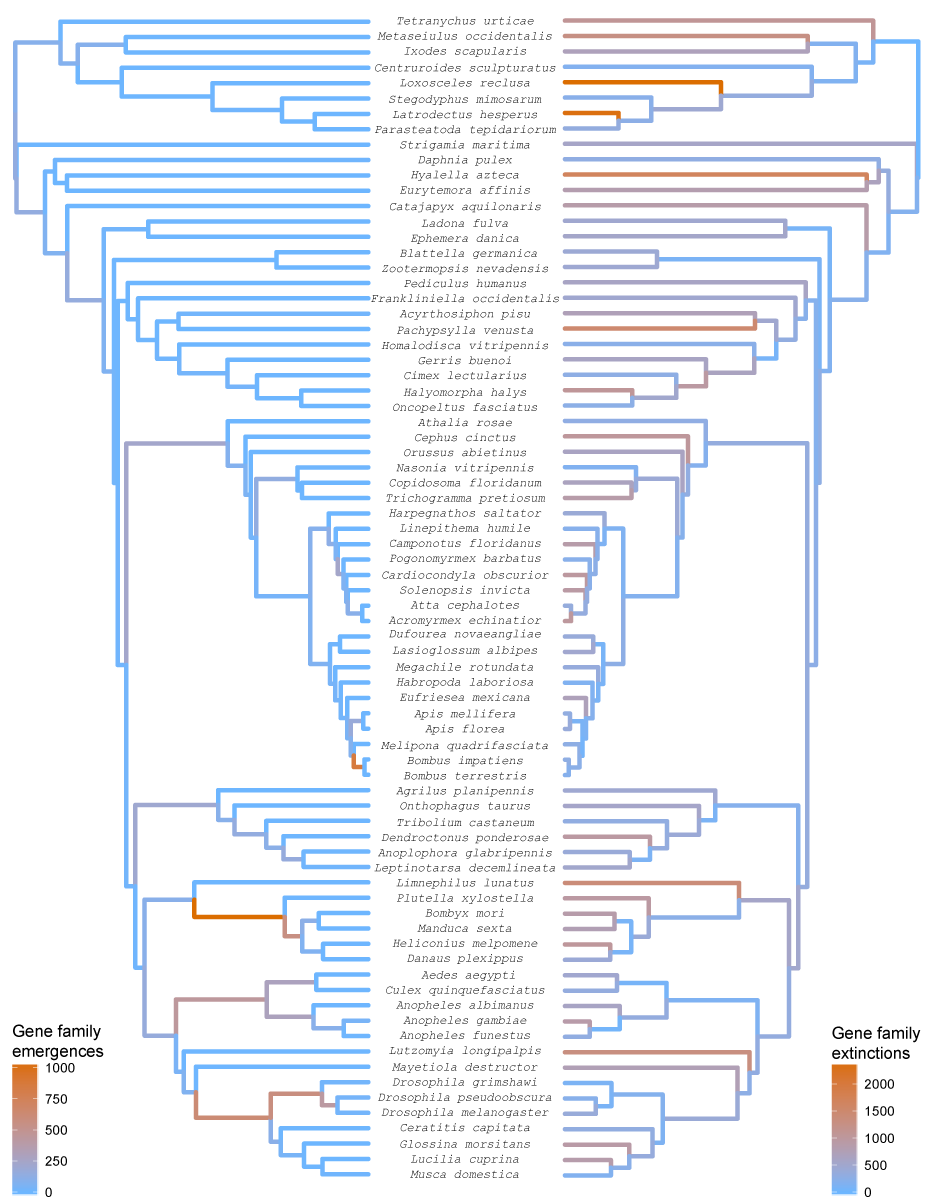 Tetranychus urticae
Metaseiulus occidentalis
Ixodes scapularis
Centruroides sculpturatus
Loxosceles reclusa
Stegodyphus mimosarum
Latrodectus hesperus
Parasteatoda tepidariorum
Strigamia maritima
Daphnia pulex
Hyalella azteca
Eurytemora affinis
Catajapyx aquilonaris
Ladona fulva
Ephemera danica
Blattella germanica
Zootermopsis nevadensis
Pediculus humanus
Frankliniella occidentalis
Acyrthosiphon pisu
Pachypsylla venusta
Homalodisca vitripennis
Gerris buenoi
Cimex lectularius
Halyomorpha halys
Oncopeltus fasciatus
Athalia rosae
Cephus cinctus
Orussus abietinus
Nasonia vitripennis
Copidosoma floridanum
Trichogramma pretiosum
Harpegnathos saltator
Linepithema humile
Camponotus floridanus
Pogonomyrmex barbatus
Cardiocondyla obscurior
Solenopsis invicta
Atta cephalotes
Acromyrmex echinatior
Dufourea novaeangliae
Lasioglossum albipes
Megachile rotundata
Habropoda laboriosa
Eufriesea mexicana
Apis mellifera
Apis florea
Melipona quadrifasciata
Bombus impatiens
Bombus terrestris
Agrilus planipennis
Onthophagus taurus
Tribolium castaneum
Dendroctonus ponderosae
Anoplophora glabripennis
Leptinotarsa decemlineata
Limnephilus lunatus
Plutella xylostella
Bombyx mori
Manduca sexta
Heliconius melpomene
Danaus plexippus
Aedes aegypti
Culex quinquefasciatus
Anopheles albimanus
Anopheles gambiae
Anopheles funestus
Lutzomyia longipalpis
Mayetiola destructor
Drosophila grimshawi
Drosophila pseudoobscura
Drosophila melanogaster
Ceratitis capitata
Glossina morsitans
Lucilia cuprina
Musca domestica
Gene family
emergences
1000
750
500
250
0
Gene family
extinctions
2000
1500
1000
500
0